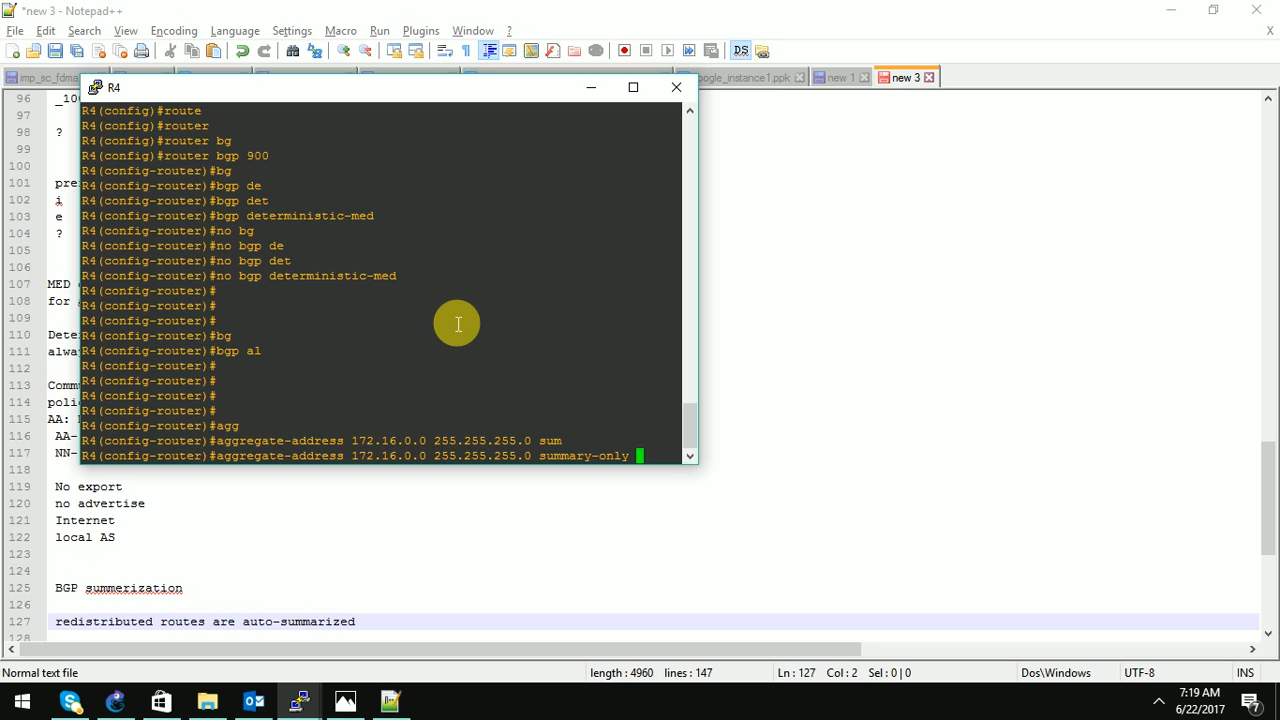 *new 3 - Notepad++
File Edit Search View Encoding Language Settings Macro Run Plugins Window ?
imp_sc_fdma
oogle_instance1.ppk new 1 new 3
R4
R4(config)#route
R4(config)#router
R4(config)#router bg
R4(config)#router bgp 900
R4(config-router)#bg
R4(config-router)#bgp de
R4(config-router)#bgp det
R4(config-router)#bgp deterministic-med
R4(config-router)#no bg
R4(config-router)#no bgp de
R4(config-router)#no bgp det
R4(config-router)#no bgp deterministic-med
R4(config-router)#
R4(config-router)#
R4(config-router)#
R4(config-router)#bg
R4(config-router)#bgp al
R4(config-router)#
R4(config-router)#
R4(config-router)#
R4(config-router)#
R4(config-router)#agg
R4(config-router)#aggregate-address 172.16.0.0 255.255.255.0 sum
R4(config-router)#aggregate-address 172.16.0.0 255.255.255.0 summary-only
96 _100
97
98 ?
99
100
101 pre
102 i
103 e
104 ?
105
106
107 MED
108 for
109
110 Dete
111 alwa
112
113 Comm
114 poli
115 AA:
116 AA-
117 NN-
118
119 No export
120 no advertise
121 Internet
122 local AS
123
124
125 BGP summerization
126
127 redistributed routes are auto-summarized
128
Normal text file length : 4960 lines : 147 Ln : 127 Col : 2 Sel : 0 | 0 Dos\Windows UTF-8 INS
7:19 AM
6/22/2017
7